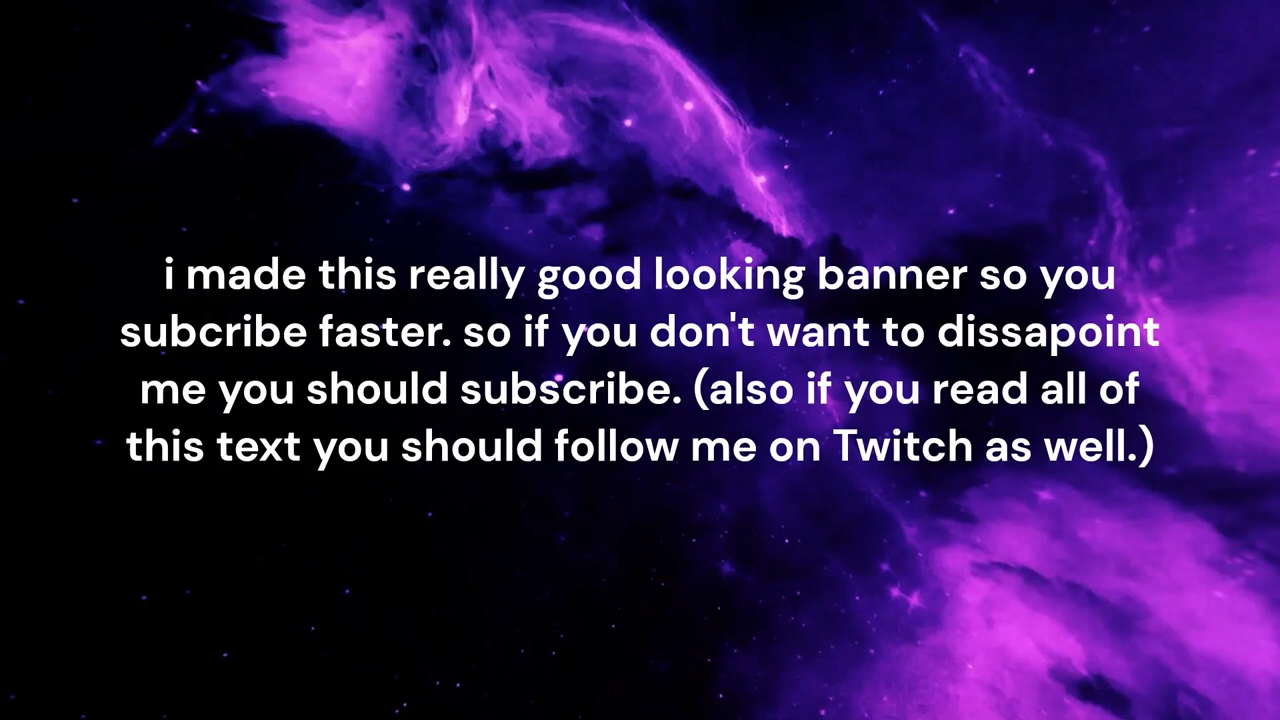 i made this really good looking banner so you
subcribe faster. so if you don't want to dissapoint
me you should subscribe. (also if you read all of
this text you should follow me on Twitch as well.)